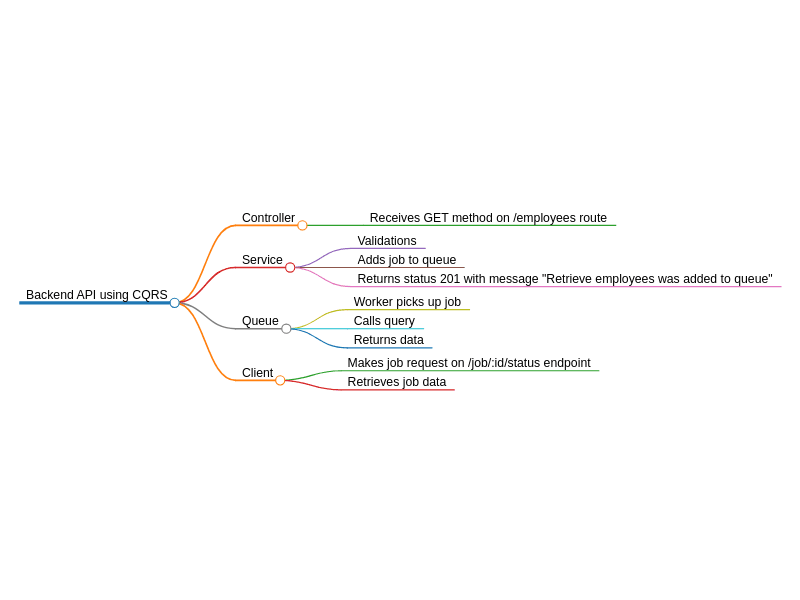 Backend API using CQRS
Controller
Receives GET method on /employees route
Service
Validations
Adds job to queue
Returns status 201 with message "Retrieve employees was added to queue"
Queue
Worker picks up job
Calls query
Returns data
Client
Makes job request on /job/:id/status endpoint
Retrieves job data